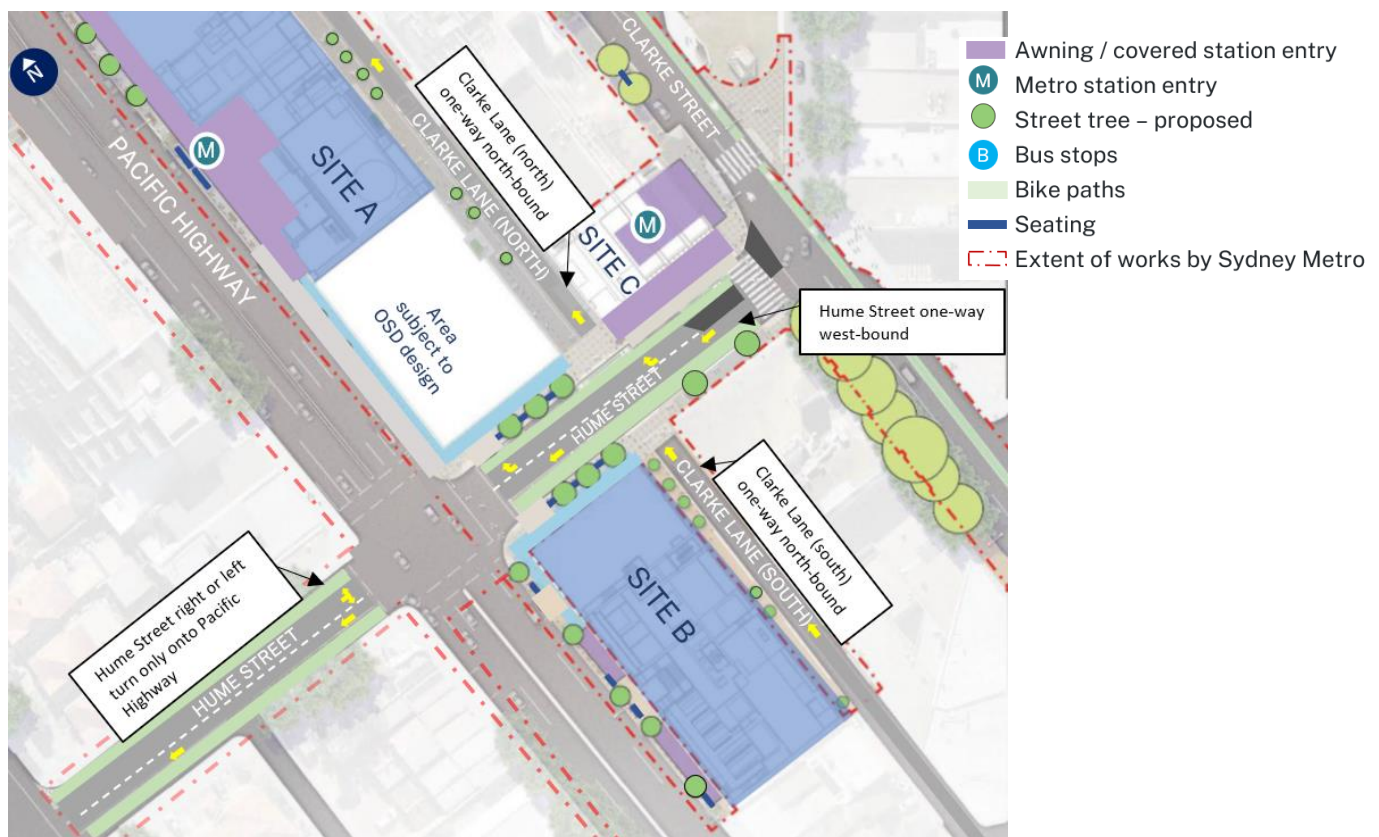 N
PACIFIC HIGHWAY
M
SITE A
Area
subject to
OSD design
CLARKE LANE (NORTH)
Clarke Lane (north)
one-way north-bound
CLARKE STREET
M
SITE C
Hume Street one-way
west-bound
HUME STREET
CLARKE LANE (SOUTH)
Clarke Lane (south)
one-way north-bound
SITE B
Hume Street right or left
turn only onto Pacific
Highway
HUME STREET
Awning / covered station entry
M Metro station entry
Street tree – proposed
B Bus stops
Bike paths
Seating
Extent of works by Sydney Metro